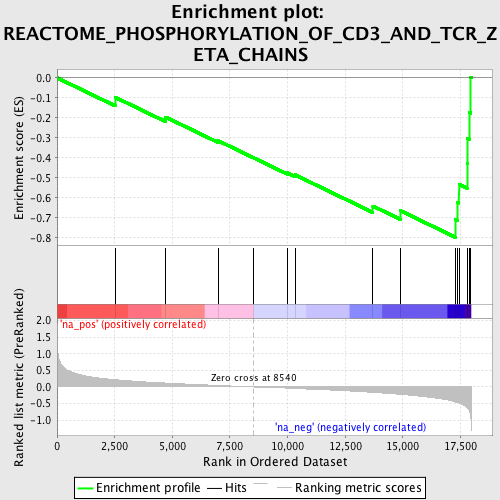 Enrichment plot:
REACTOME_PHOSPHORYLATION_OF_CD3_AND_TCR_Z
ETA_CHAINS
Enrichment score (ES)
0.0
-0.1
-0.2
-0.3
-0.4
-0.5
-0.6
-0.7
-0.8
'na_pos' (positively correlated)
Ranked list metric (PreRanked)
2.0
1.5
1.0
0.5
0.0
-0.5
-1.0
Zero cross at 8540
'na_neg' (negatively correlated)
0
2,500
5,000
7,500
10,000
12,500
15,000
17,500
Rank in Ordered Dataset
Enrichment profile
Hits
Ranking metric scores